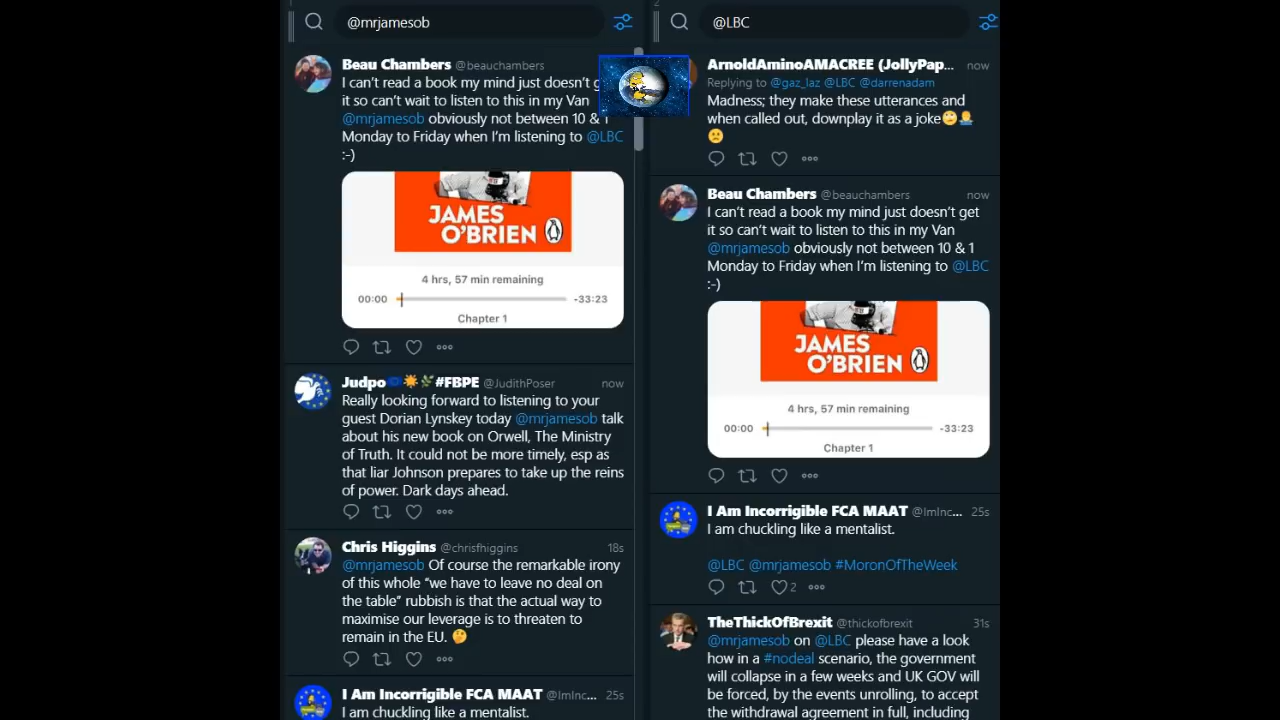 1
@mrjamesob
Beau Chambers @beauchambers
I can't read a book my mind just doesn't g
it so can't wait to listen to this in my Van
@mrjamesob obviously not between 10 & 1
Monday to Friday when I'm listening to @LBC
:-)
JAMES
O'BRIEN
4 hrs, 57 min remaining
00:00 -33:23
Chapter 1
Judpo #FBPE @JudithPoser now
Really looking forward to listening to your
guest Dorian Lynskey today @mrjamesob talk
about his new book on Orwell, The Ministry
of Truth. It could not be more timely, esp as
that liar Johnson prepares to take up the reins
of power. Dark days ahead.
Chris Higgins @chrisfhiggins 18s
@mrjamesob Of course the remarkable irony
of this whole “we have to leave no deal on
the table” rubbish is that the actual way to
maximise our leverage is to threaten to
remain in the EU. 🤔
I Am Incorrigible FCA MAAT @ImInc... 25s
I am chuckling like a mentalist.
2
@LBC
ArnoldAminoAMACREE (JollyPap... now
Replying to @gaz_laz @LBC @darrenadam
Madness; they make these utterances and
when called out, downplay it as a joke🙄🤦‍♂️
🙁
Beau Chambers @beauchambers now
I can't read a book my mind just doesn't get
it so can't wait to listen to this in my Van
@mrjamesob obviously not between 10 & 1
Monday to Friday when I'm listening to @LBC
:-)
JAMES
O'BRIEN
4 hrs, 57 min remaining
00:00 -33:23
Chapter 1
I Am Incorrigible FCA MAAT @ImInc... 25s
I am chuckling like a mentalist.
@LBC @mrjamesob #MoronOfTheWeek
2
TheThickOfBrexit @thickofbrexit 31s
@mrjamesob on @LBC please have a look
how in a #nodeal scenario, the government
will collapse in a few weeks and UK GOV will
be forced, by the events unrolling, to accept
the withdrawal agreement in full, including